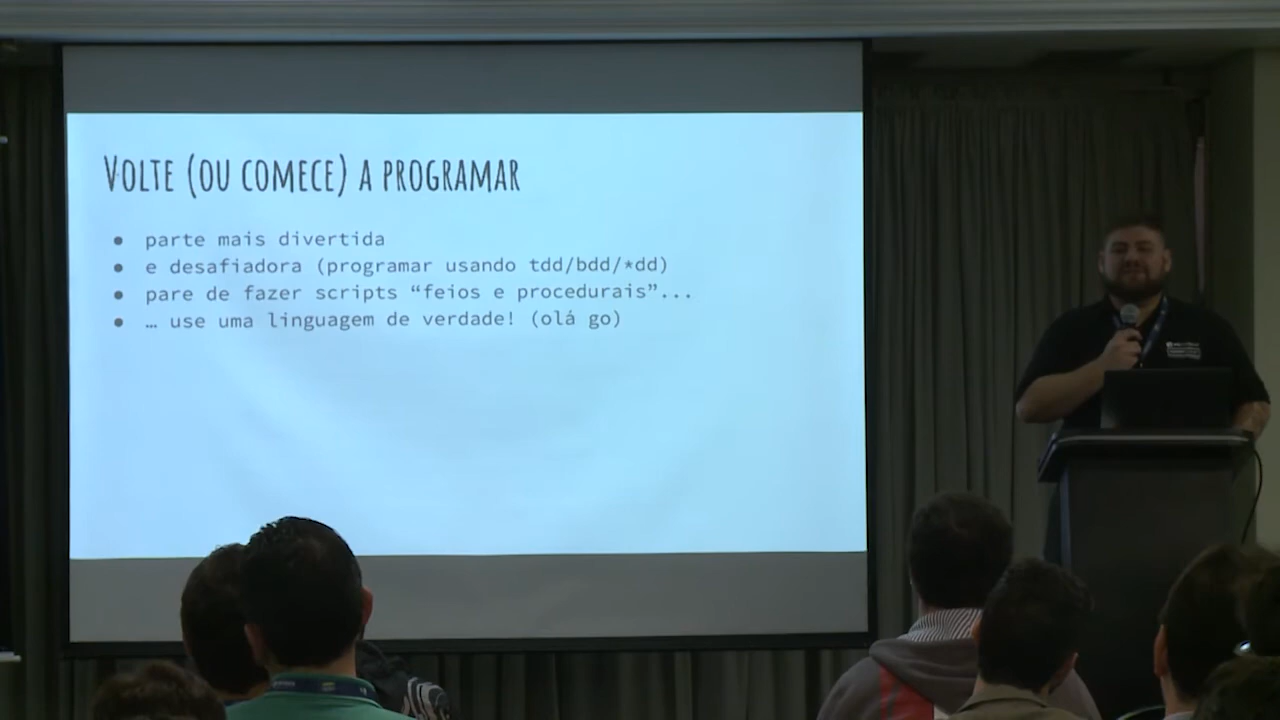 VOLTE (OU COMECE) A PROGRAMAR
● parte mais divertida
● e desafiadora (programar usando tdd/bdd/*dd)
● pare de fazer scripts “feios e procedurais”...
● … use uma linguagem de verdade! (olá go)